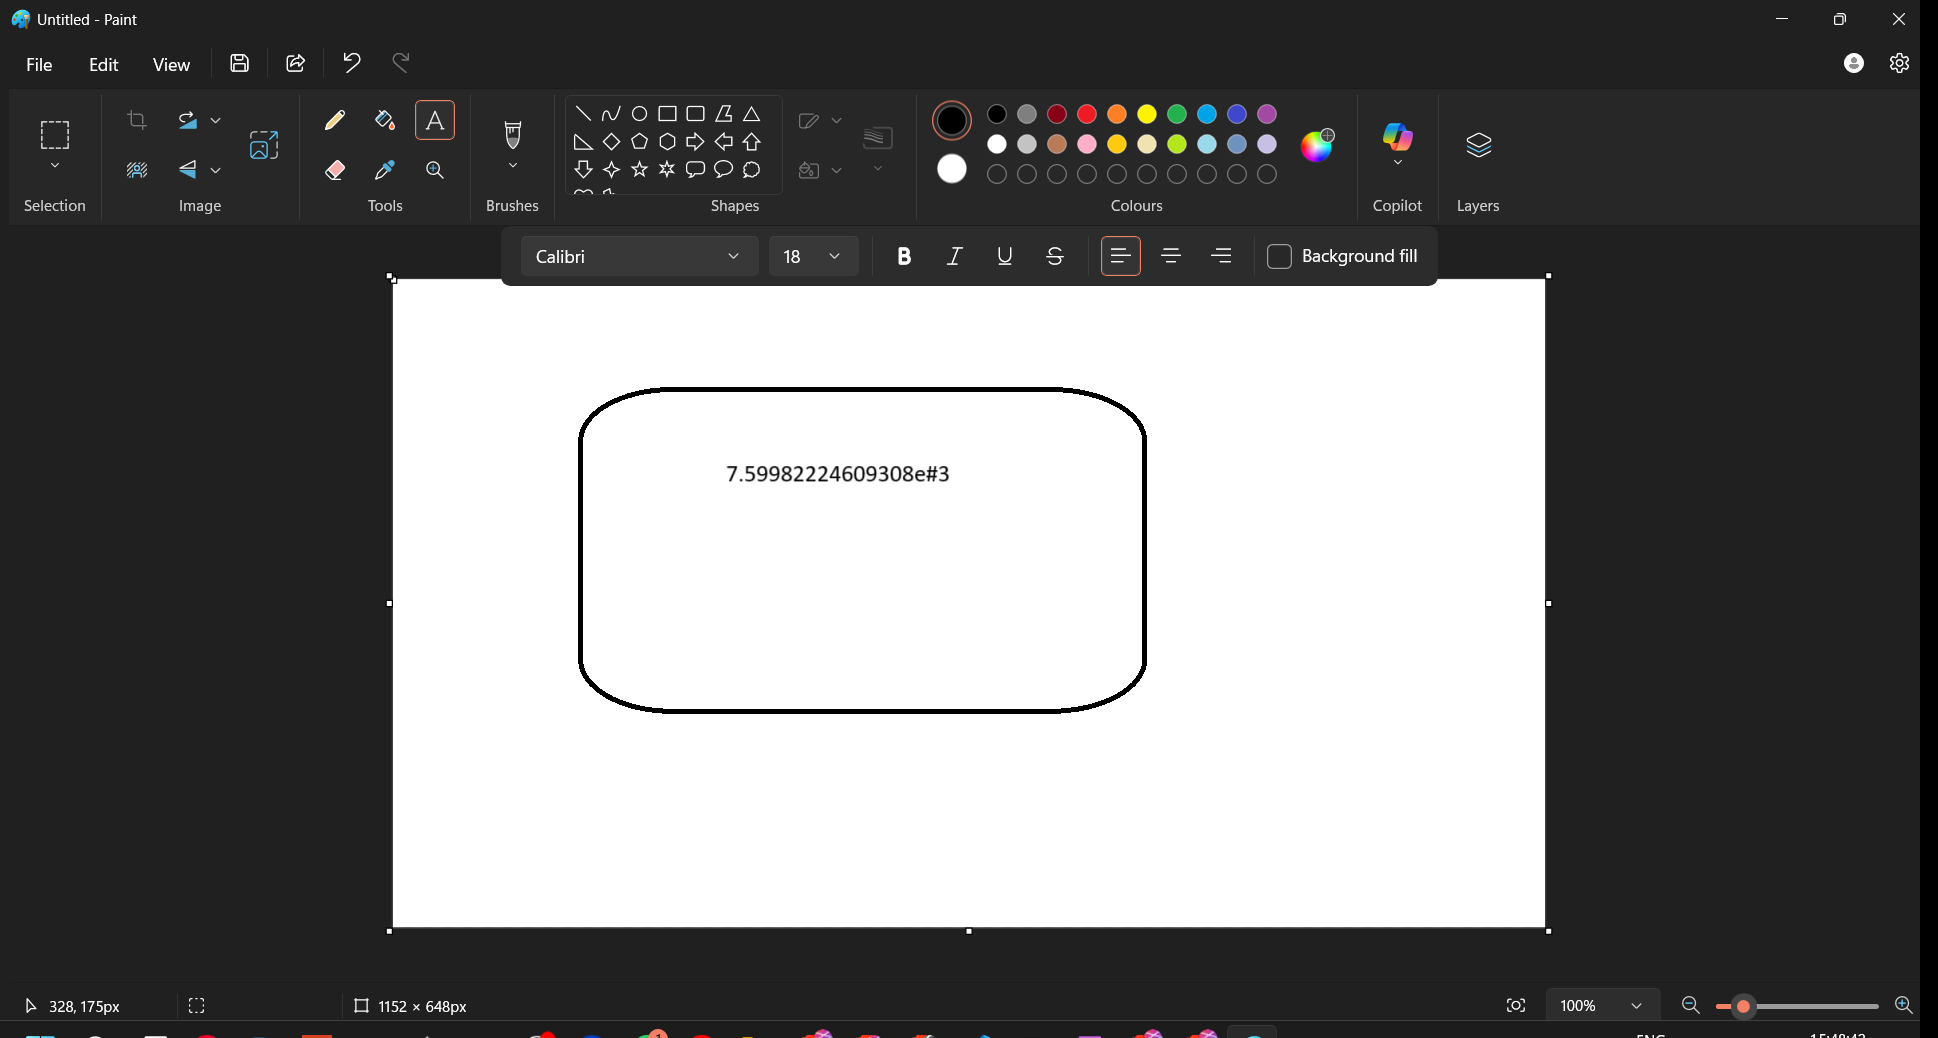 Untitled - Paint
File Edit View
Selection Image Tools Brushes Shapes Colours Copilot Layers
Calibri 18 B I U S Background fill
7.59982224609308e#3
328, 175px 1152 × 648px 100%